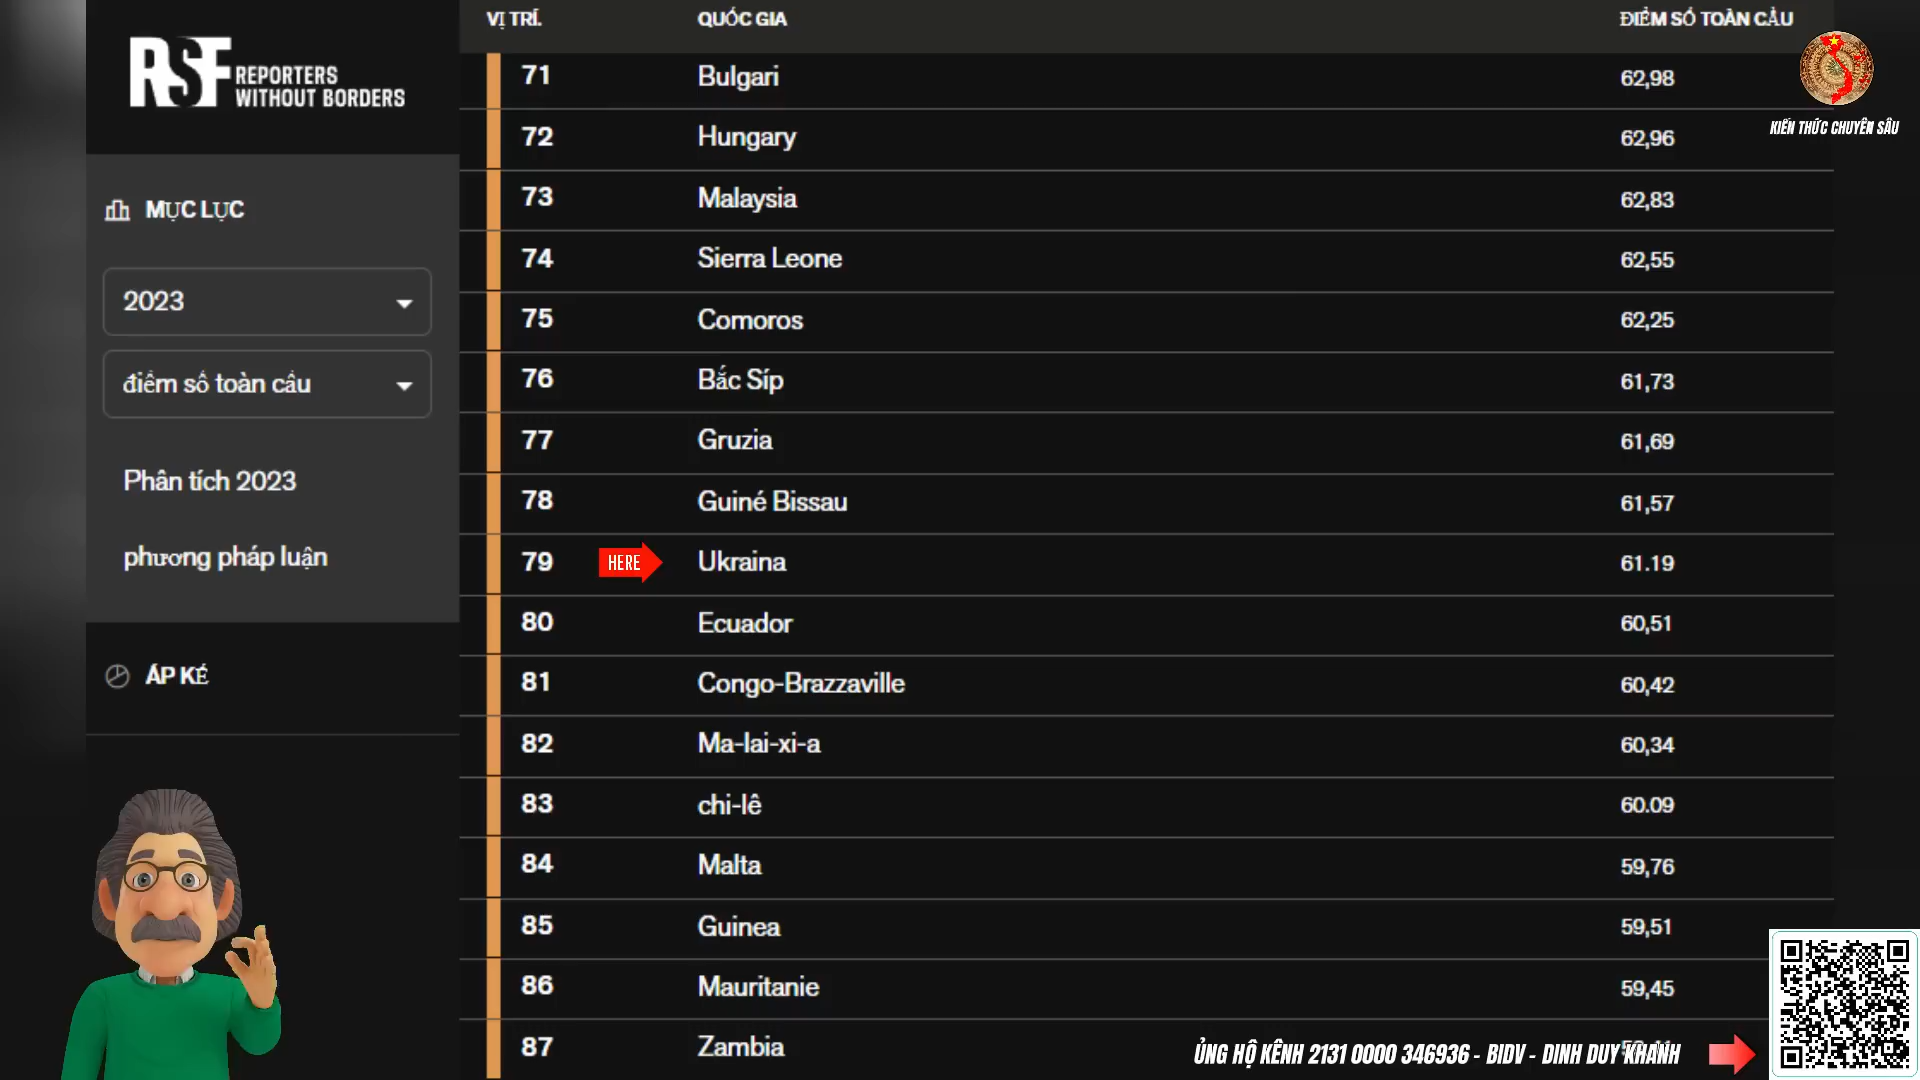 RSF REPORTERS
WITHOUT BORDERS
MỤC LỤC
2023
điểm số toàn cầu
Phân tích 2023
phương pháp luận
ÁP KẾ
VỊ TRÍ. QUỐC GIA ĐIỂM SỐ TOÀN CẦU
71 Bulgari 62,98
72 Hungary 62,96
73 Malaysia 62,83
74 Sierra Leone 62,55
75 Comoros 62,25
76 Bắc Síp 61,73
77 Gruzia 61,69
78 Guiné Bissau 61,57
79 HERE Ukraina 61.19
80 Ecuador 60,51
81 Congo-Brazzaville 60,42
82 Ma-lai-xi-a 60,34
83 chi-lê 60.09
84 Malta 59,76
85 Guinea 59,51
86 Mauritanie 59,45
87 Zambia
KIẾN THỨC CHUYÊN SÂU
ỦNG HỘ KÊNH 2131 0000 346936 - BIDV - DINH DUY KHANH